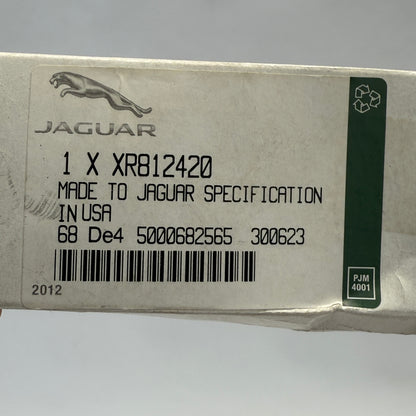 JAGUAR
1 X XR812420
MADE TO JAGUAR SPECIFICATION
IN USA
68 De4 5000682565 300623
2012
PJM
4001